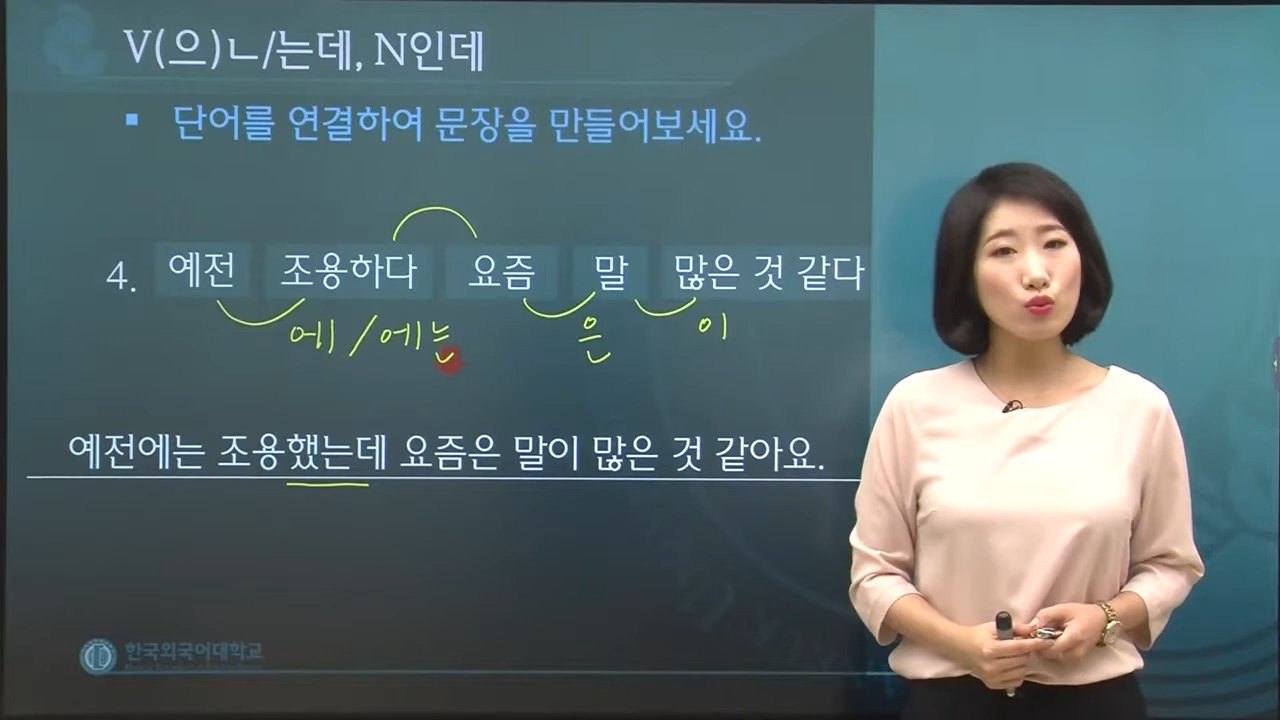 V(으)ㄴ/는데, N인데
▪ 단어를 연결하여 문장을 만들어보세요.
4. 예전 조용하다 요즘 말 많은 것 같다
에/에는 은 이
예전에는 조용했는데 요즘은 말이 많은 것 같아요.
한국외국어대학교